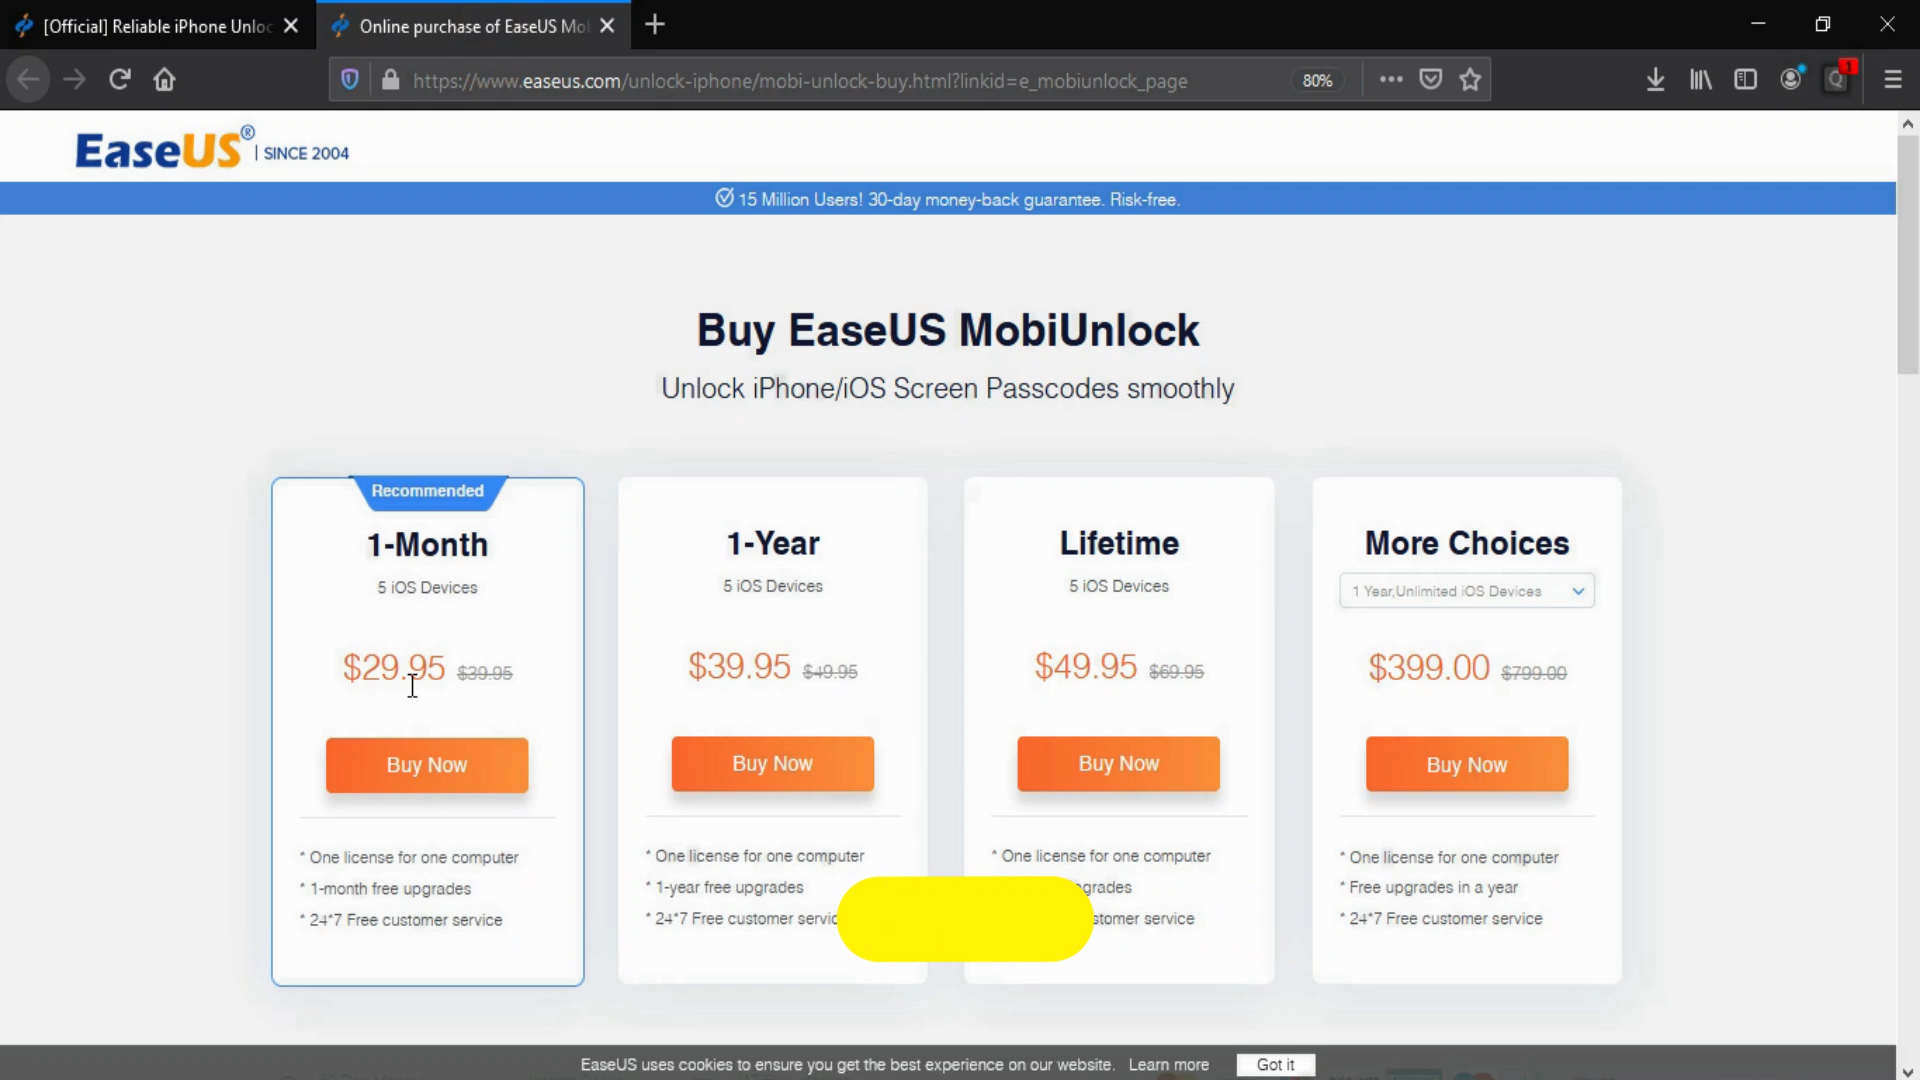 [Official] Reliable iPhone Unloc
Online purchase of EaseUS Mo
https://www.easeus.com/unlock-iphone/mobi-unlock-buy.html?linkid=e_mobiunlock_page
80%
1
EaseUS® | SINCE 2004
15 Million Users! 30-day money-back guarantee. Risk-free.
Buy EaseUS MobiUnlock
Unlock iPhone/iOS Screen Passcodes smoothly
Recommended
1-Month
5 iOS Devices
$29.95 $39.95
Buy Now
* One license for one computer
* 1-month free upgrades
* 24*7 Free customer service
1-Year
5 iOS Devices
$39.95 $49.95
Buy Now
* One license for one computer
* 1-year free upgrades
* 24*7 Free customer servic
Lifetime
5 iOS Devices
$49.95 $69.95
Buy Now
* One license for one computer
grades
stomer service
More Choices
1 Year,Unlimited iOS Devices
$399.00 $799.00
Buy Now
* One license for one computer
* Free upgrades in a year
* 24*7 Free customer service
EaseUS uses cookies to ensure you get the best experience on our website. Learn more Got it